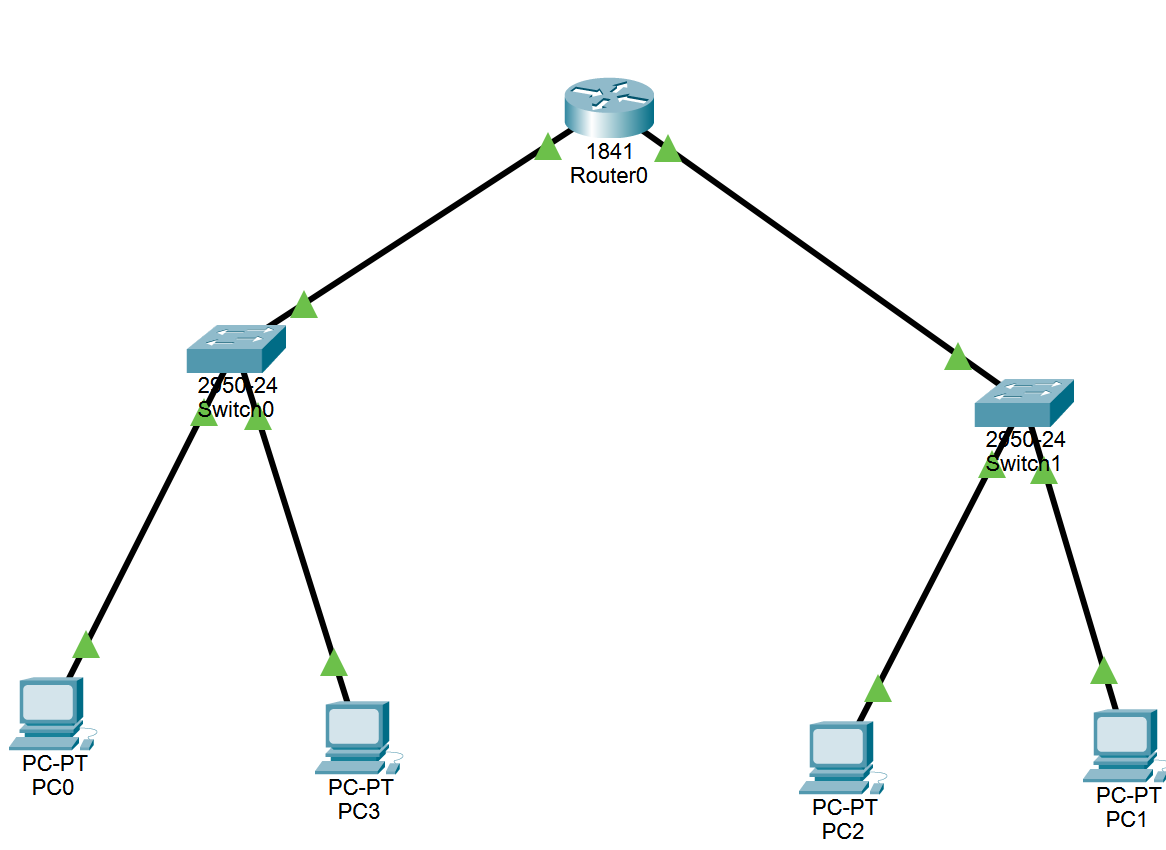 1841
Router0
2950-24
Switch0
2950-24
Switch1
PC-PT
PC0
PC-PT
PC3
PC-PT
PC2
PC-PT
PC1